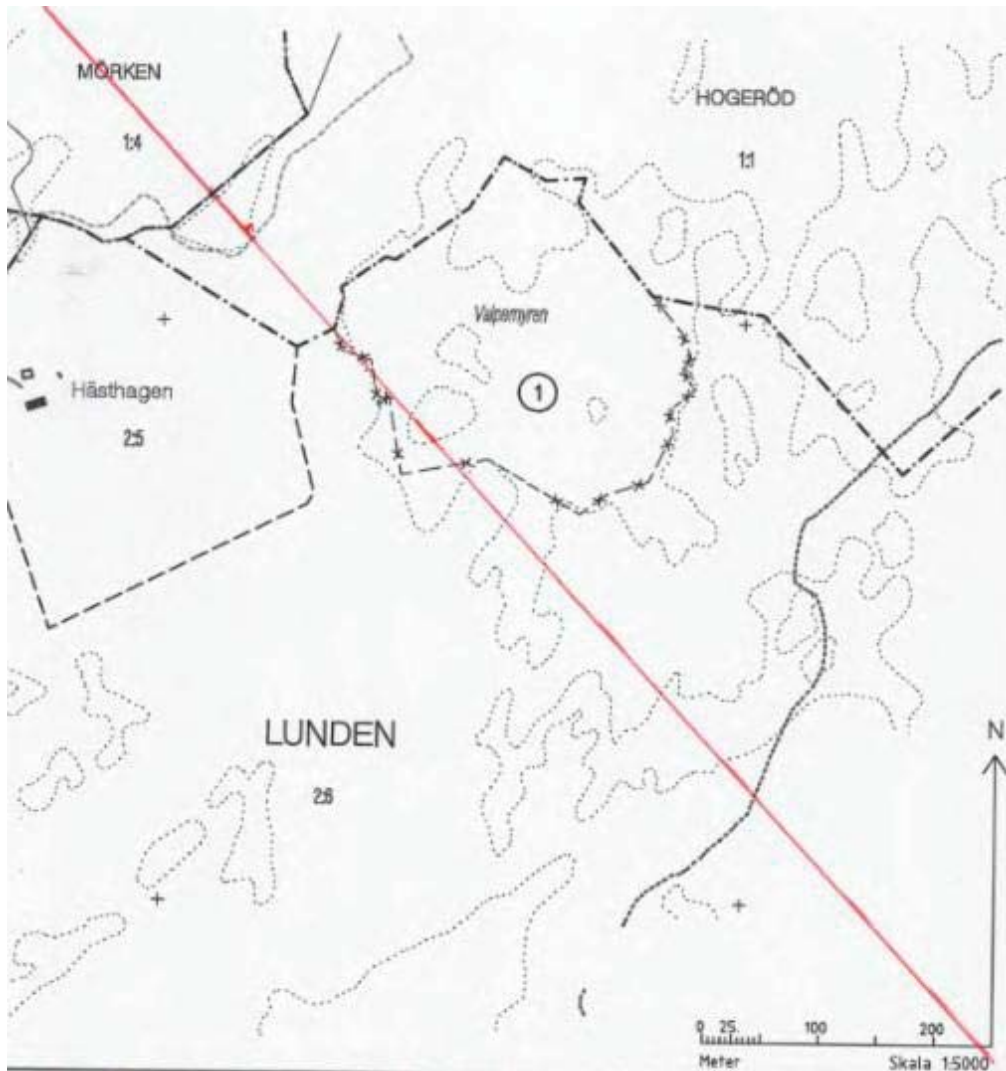 MÖRKEN
1:4
HOGERÖD
1:1
Valpemyren
1
Hästhagen
2:5
LUNDEN
2:6
N
0 25 100 200
Meter Skala 1:5000